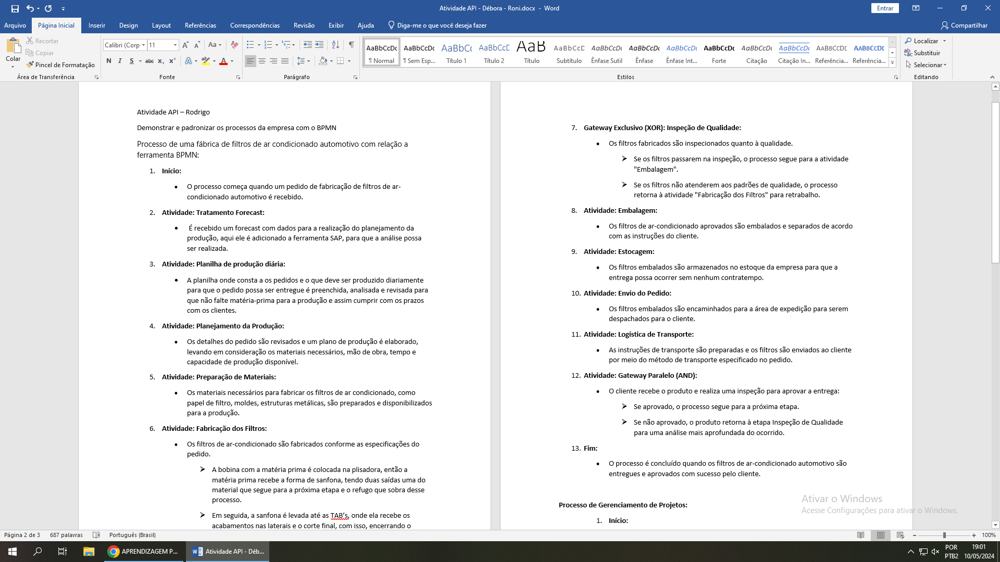 Atividade API - Débora - Roni.docx - Word
Entrar
Arquivo Página Inicial Inserir Design Layout Referências Correspondências Revisão Exibir Ajuda Diga-me o que você deseja fazer Compartilhar
Colar
Recortar
Copiar
Pincel de Formatação
Área de Transferência
Calibri (Corp 11
Fonte
Parágrafo
AaBbCcDc AaBbCcDc AaBbCc AaBbCcD AaB AaBbCcD AaBbCcDc AaBbCcDc AaBbCcDc AaBbCcDc AaBbCcDc AaBbCcDc AABBCCDE AABBCCDE
¶ Normal ¶ Sem Esp... Título 1 Título 2 Título Subtítulo Ênfase Sutil Ênfase Ênfase Int... Forte Citação Citação In... Referência... Referência...
Estilos
Localizar
Substituir
Selecionar
Editando
Atividade API – Rodrigo
Demonstrar e padronizar os processos da empresa com o BPMN
Processo de uma fábrica de filtros de ar condicionado automotivo com relação a
ferramenta BPMN:
1. Início:
• O processo começa quando um pedido de fabricação de filtros de ar-
condicionado automotivo é recebido.
2. Atividade: Tratamento Forecast:
• É recebido um forecast com dados para a realização do planejamento da
produção, aqui ele é adicionado a ferramenta SAP, para que a análise possa
ser realizada.
3. Atividade: Planilha de produção diária:
• A planilha onde consta a os pedidos e o que deve ser produzido diariamente
para que o pedido possa ser entregue é preenchida, analisada e revisada para
que não falte matéria-prima para a produção e assim cumprir com os prazos
com os clientes.
4. Atividade: Planejamento da Produção:
• Os detalhes do pedido são revisados e um plano de produção é elaborado,
levando em consideração os materiais necessários, mão de obra, tempo e
capacidade de produção disponível.
5. Atividade: Preparação de Materiais:
• Os materiais necessários para fabricar os filtros de ar condicionado, como
papel de filtro, moldes, estruturas metálicas, são preparados e disponibilizados
para a produção.
6. Atividade: Fabricação dos Filtros:
• Os filtros de ar-condicionado são fabricados conforme as especificações do
pedido.
➢ A bobina com a matéria prima é colocada na plisadora, então a
matéria prima recebe a forma de sanfona, tendo duas saídas uma do
material que segue para a próxima etapa e o refugo que sobra desse
processo.
➢ Em seguida, a sanfona é levada até as TAB's, onde ela recebe os
acabamentos nas laterais e o corte final, com isso, encerrando o
7. Gateway Exclusivo (XOR): Inspeção de Qualidade:
• Os filtros fabricados são inspecionados quanto à qualidade.
➢ Se os filtros passarem na inspeção, o processo segue para a atividade
"Embalagem".
➢ Se os filtros não atenderem aos padrões de qualidade, o processo
retorna à atividade "Fabricação dos Filtros" para retrabalho.
8. Atividade: Embalagem:
• Os filtros de ar-condicionado aprovados são embalados e separados de acordo
com as instruções do cliente.
9. Atividade: Estocagem:
• Os filtros embalados são armazenados no estoque da empresa para que a
entrega possa ocorrer sem nenhum contratempo.
10. Atividade: Envio do Pedido:
• Os filtros embalados são encaminhados para a área de expedição para serem
despachados para o cliente.
11. Atividade: Logística de Transporte:
• As instruções de transporte são preparadas e os filtros são enviados ao cliente
por meio do método de transporte especificado no pedido.
12. Atividade: Gateway Paralelo (AND):
• O cliente recebe o produto e realiza uma inspeção para aprovar a entrega:
➢ Se aprovado, o processo segue para a próxima etapa.
➢ Se não aprovado, o produto retorna à etapa Inspeção de Qualidade
para uma análise mais aprofundada do ocorrido.
13. Fim:
• O processo é concluído quando os filtros de ar-condicionado automotivo são
entregues e aprovados com sucesso pelo cliente.
Processo de Gerenciamento de Projetos:
1. Início:
Ativar o Windows
Acesse Configurações para ativar o Windows.
Página 2 de 3 687 palavras Português (Brasil) 100%
APRENDIZAGEM P... Atividade API - Déb...
POR
PTB2
19:01
10/05/2024